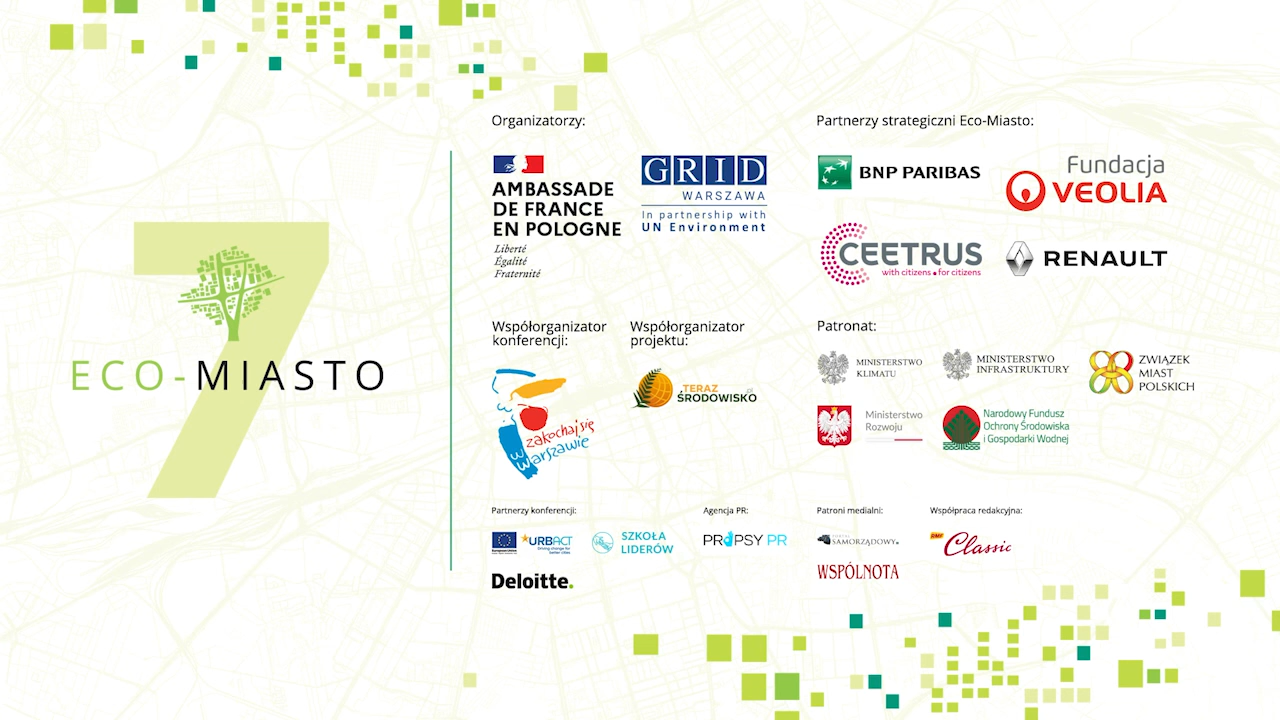 7
ECO-MIASTO
Organizatorzy:
AMBASSADE
DE FRANCE
EN POLOGNE
Liberté
Égalité
Fraternité
GRID
WARSZAWA
In partnership with
UN Environment
Partnerzy strategiczni Eco-Miasto:
BNP PARIBAS
Fundacja
VEOLIA
CEETRUS
with citizens for citizens
RENAULT
Współorganizator
konferencji:
zakochaj się
w
Warszawie
Współorganizator
projektu:
TERAZ
ŚRODOWISKO
Patronat:
MINISTERSTWO
KLIMATU
MINISTERSTWO
INFRASTRUKTURY
ZWIĄZEK
MIAST
POLSKICH
Ministerstwo
Rozwoju
Narodowy Fundusz
Ochrony Środowiska
i Gospodarki Wodnej
Partnerzy konferencji:
URBACT
Driving change for
better cities
SZKOŁA
LIDERÓW
Deloitte.
Agencja PR:
PROPSY PR
Patroni medialni:
PORTAL
SAMORZĄDOWY
WSPÓLNOTA
Współpraca redakcyjna:
RMF
Classic